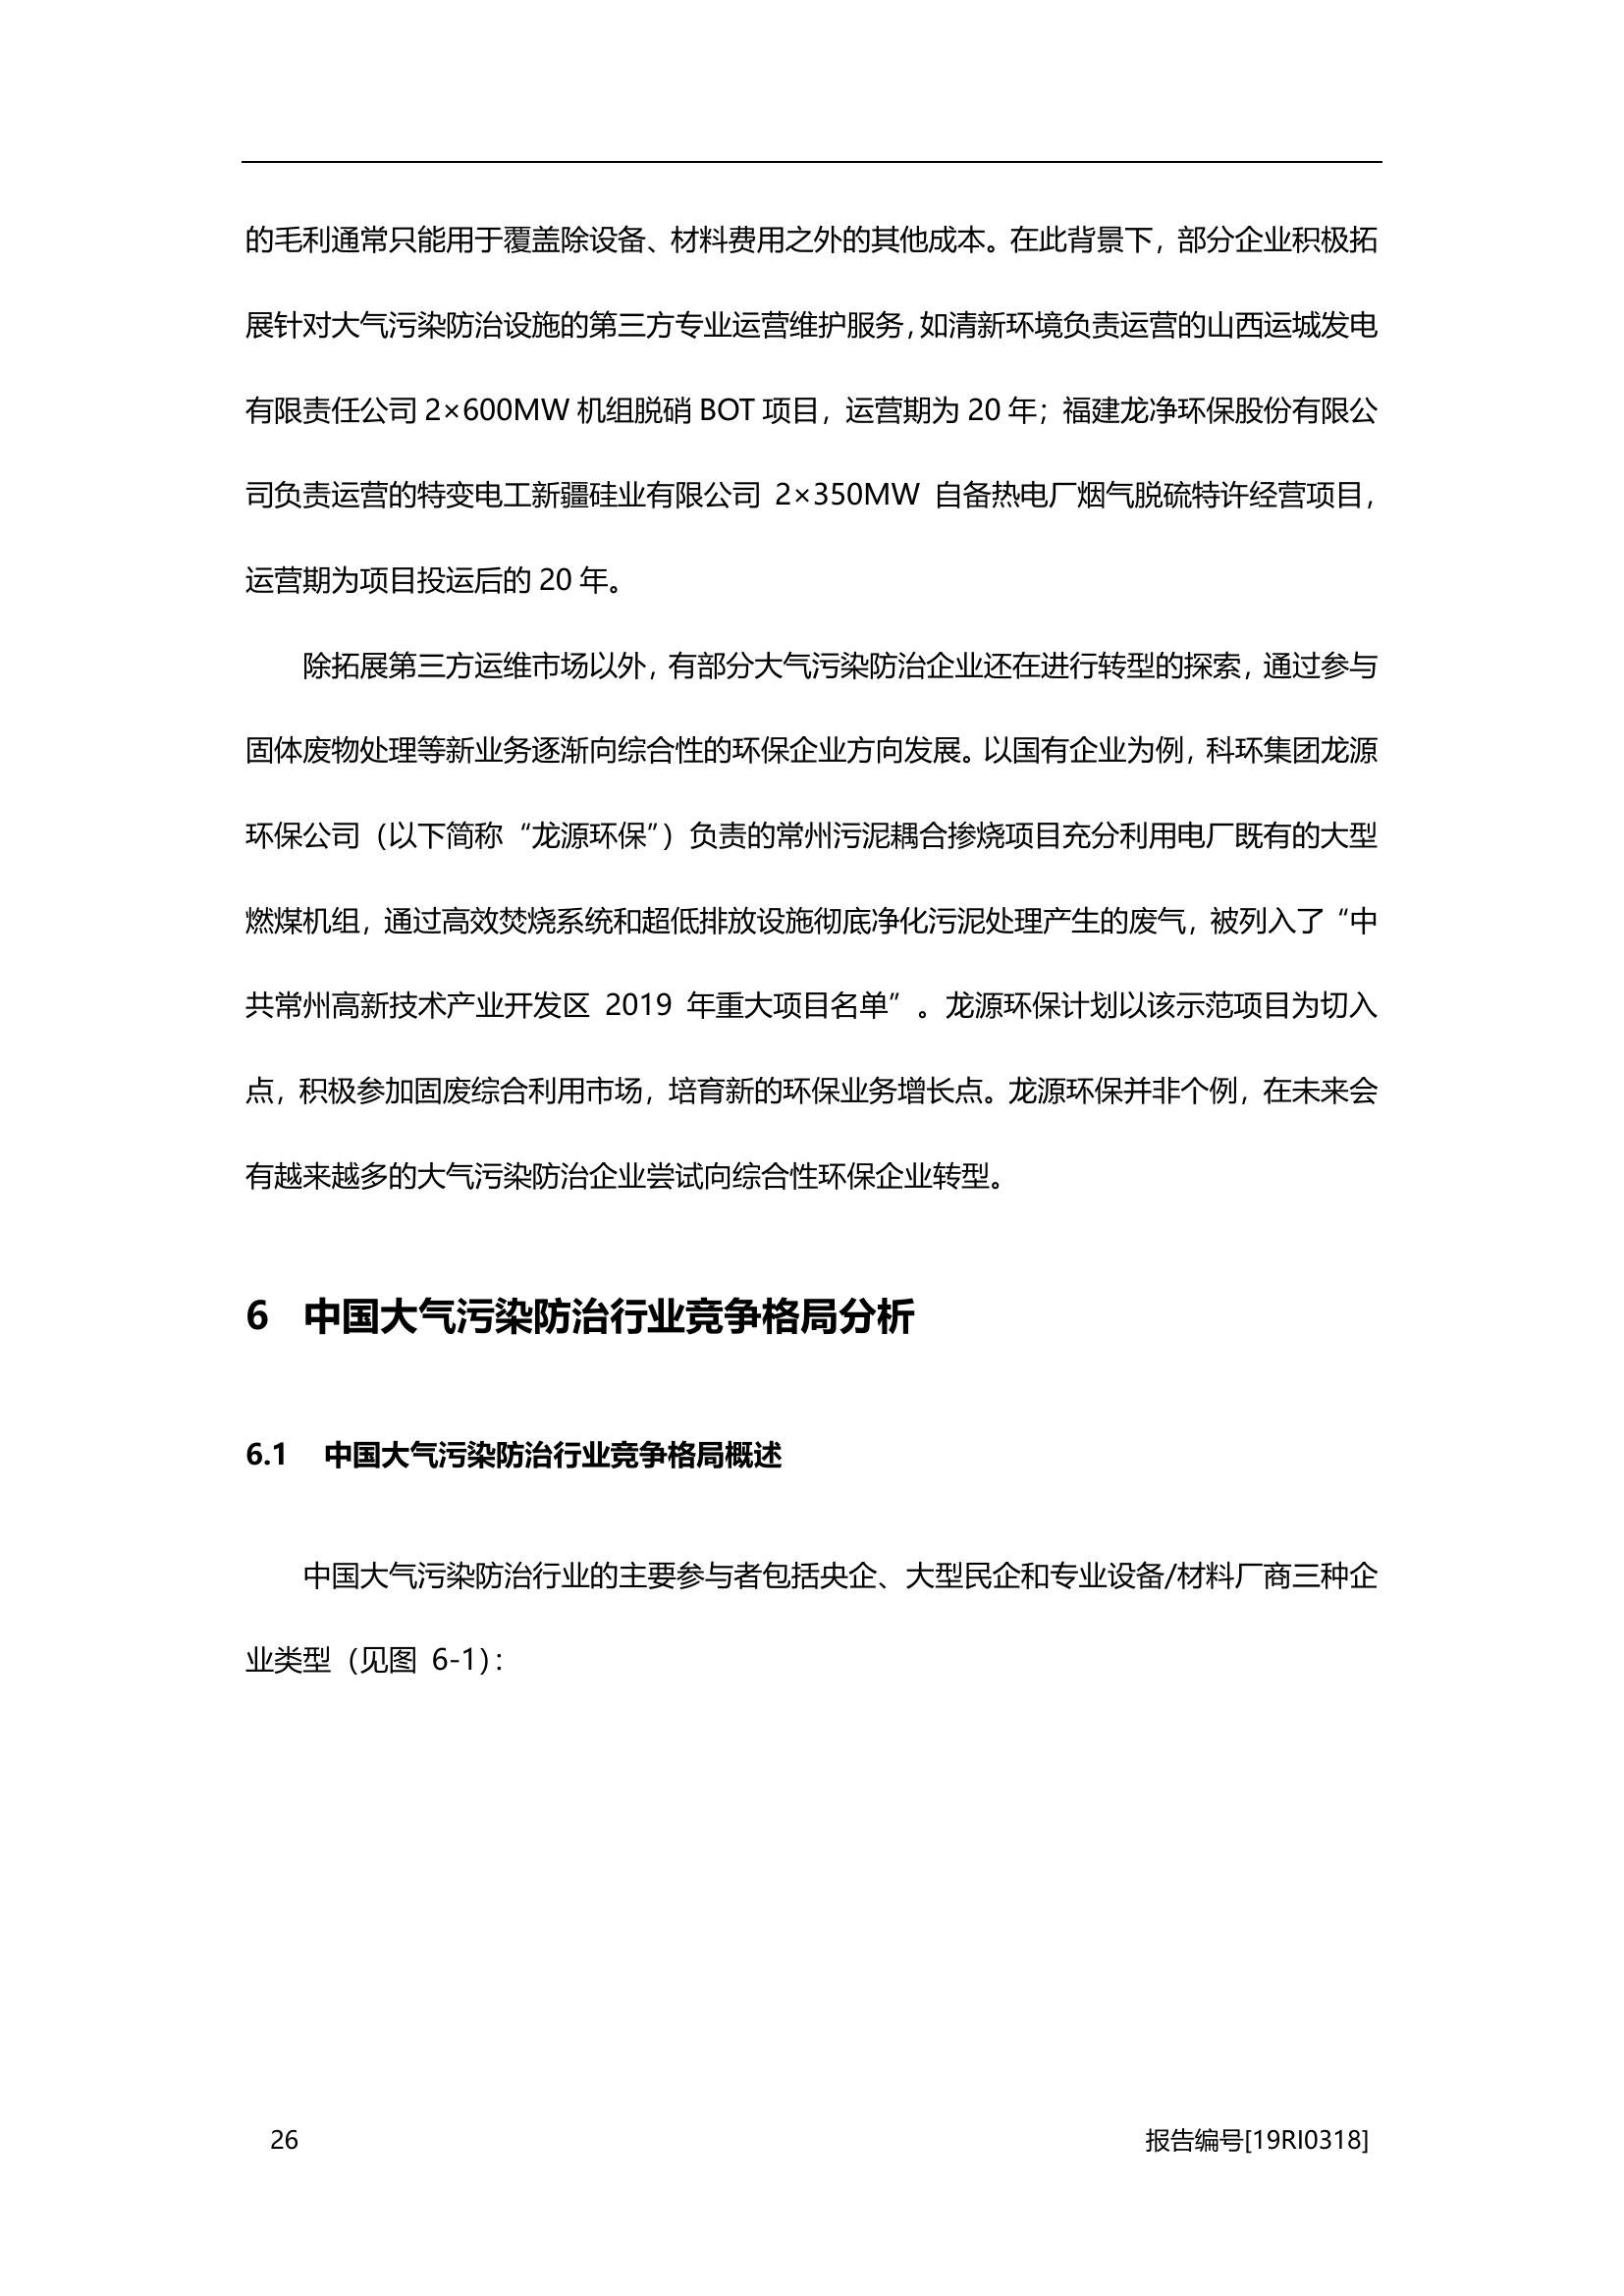 的毛利通常只能用于覆盖除设备、材料费用之外的其他成本。在此背景下，部分企业积极拓
展针对大气污染防治设施的第三方专业运营维护服务，如清新环境负责运营的山西运城发电
有限责任公司 2×600MW 机组脱硝 BOT 项目，运营期为 20 年；福建龙净环保股份有限公
司负责运营的特变电工新疆硅业有限公司 2×350MW 自备热电厂烟气脱硫特许经营项目，
运营期为项目投运后的 20 年。
除拓展第三方运维市场以外，有部分大气污染防治企业还在进行转型的探索，通过参与
固体废物处理等新业务逐渐向综合性的环保企业方向发展。以国有企业为例，科环集团龙源
环保公司（以下简称“龙源环保”）负责的常州污泥耦合掺烧项目充分利用电厂既有的大型
燃煤机组，通过高效焚烧系统和超低排放设施彻底净化污泥处理产生的废气，被列入了“中
共常州高新技术产业开发区 2019 年重大项目名单”。龙源环保计划以该示范项目为切入
点，积极参加固废综合利用市场，培育新的环保业务增长点。龙源环保并非个例，在未来会
有越来越多的大气污染防治企业尝试向综合性环保企业转型。
6 中国大气污染防治行业竞争格局分析
6.1 中国大气污染防治行业竞争格局概述
中国大气污染防治行业的主要参与者包括央企、大型民企和专业设备/材料厂商三种企
业类型（见图 6-1）：
26 报告编号[19RI0318]